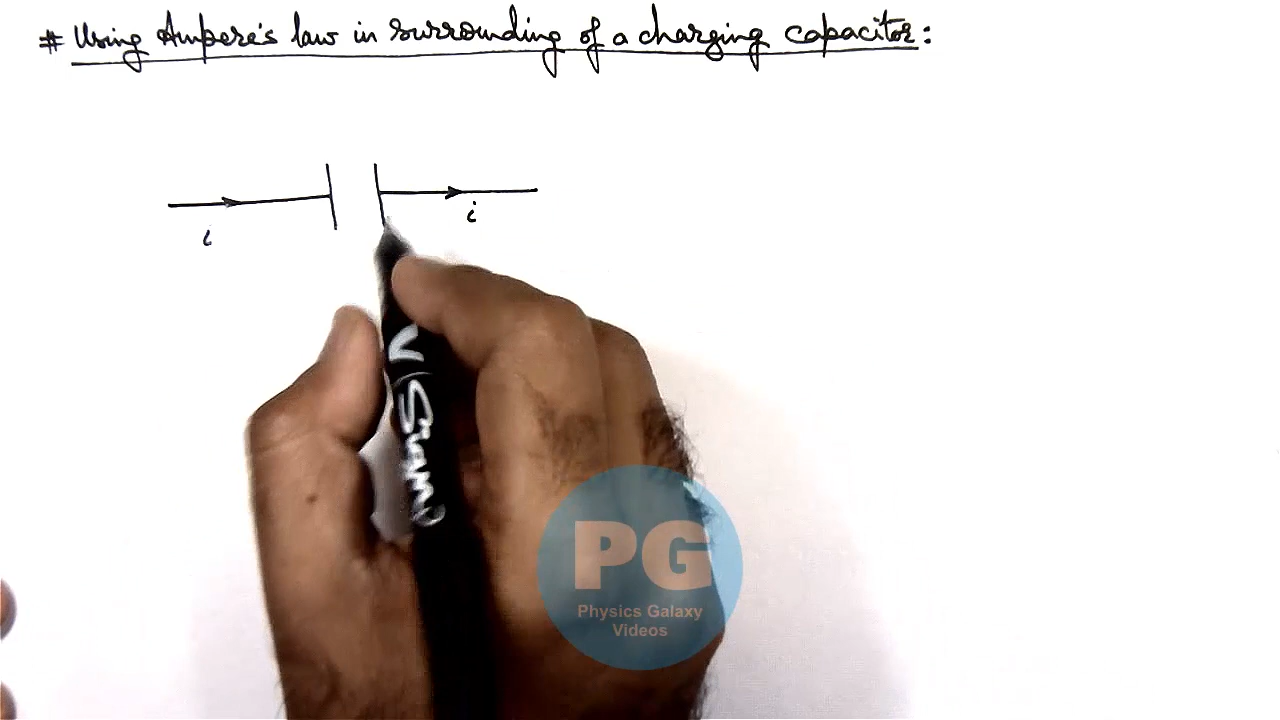 # Using Ampere's law in surrounding of a charging capacitor:
i
i
PG
Physics Galaxy
Videos